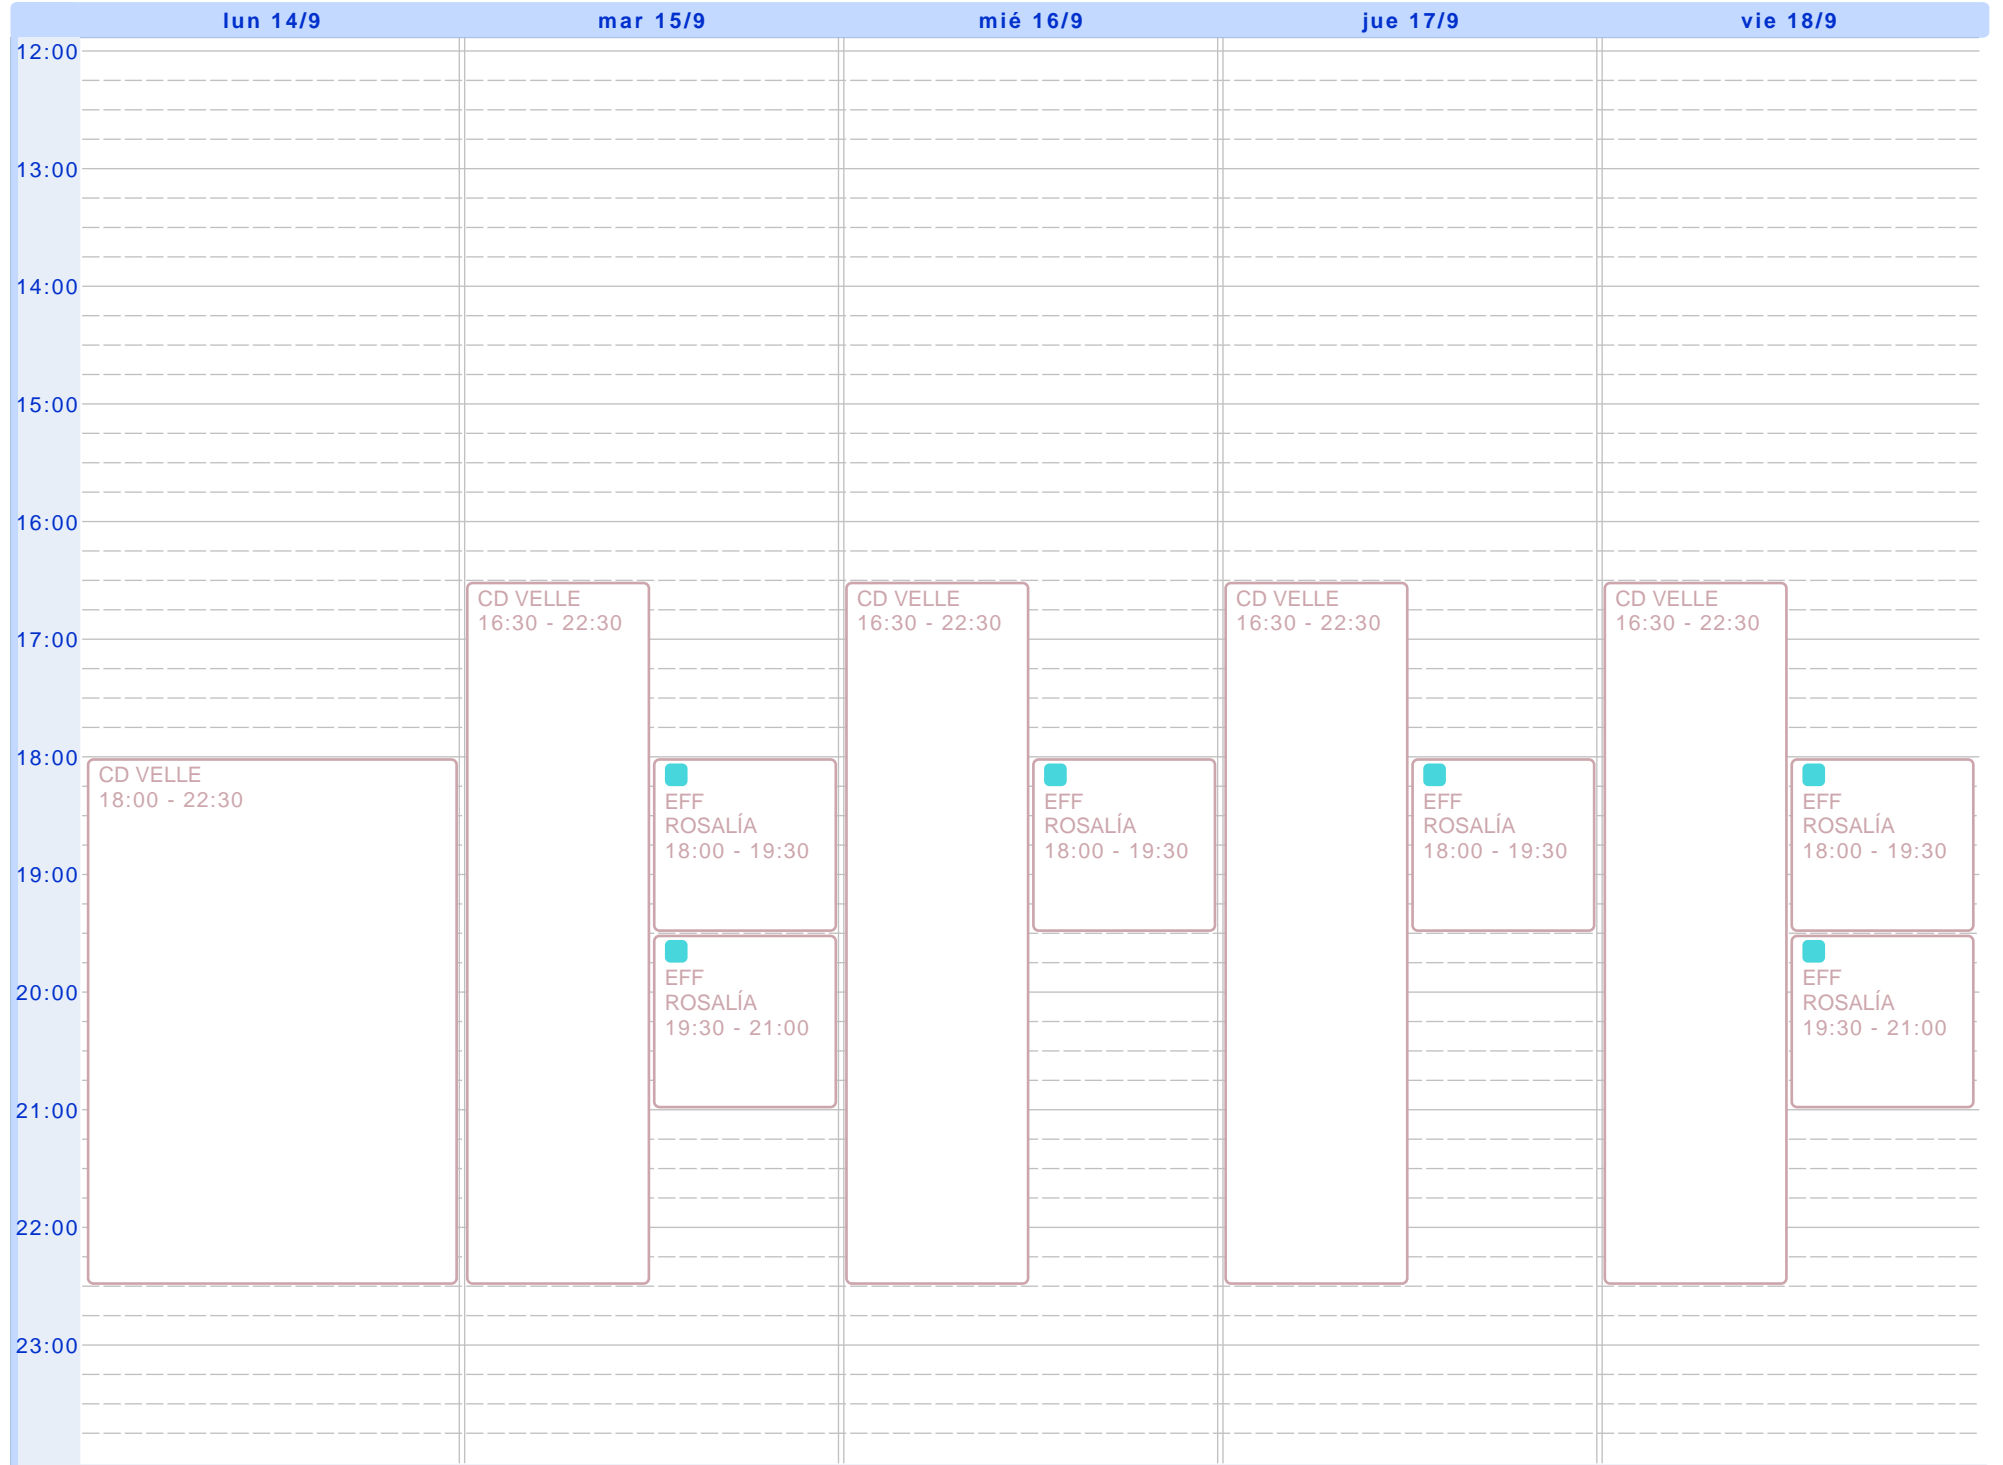 lun 14/9
mar 15/9
mié 16/9
jue 17/9
vie 18/9
12:00
13:00
14:00
15:00
16:00
17:00
18:00
19:00
20:00
21:00
22:00
23:00
CD VELLE
18:00 - 22:30
CD VELLE
16:30 - 22:30
EFF
ROSALÍA
18:00 - 19:30
EFF
ROSALÍA
19:30 - 21:00
CD VELLE
16:30 - 22:30
EFF
ROSALÍA
18:00 - 19:30
CD VELLE
16:30 - 22:30
EFF
ROSALÍA
18:00 - 19:30
CD VELLE
16:30 - 22:30
EFF
ROSALÍA
18:00 - 19:30
EFF
ROSALÍA
19:30 - 21:00